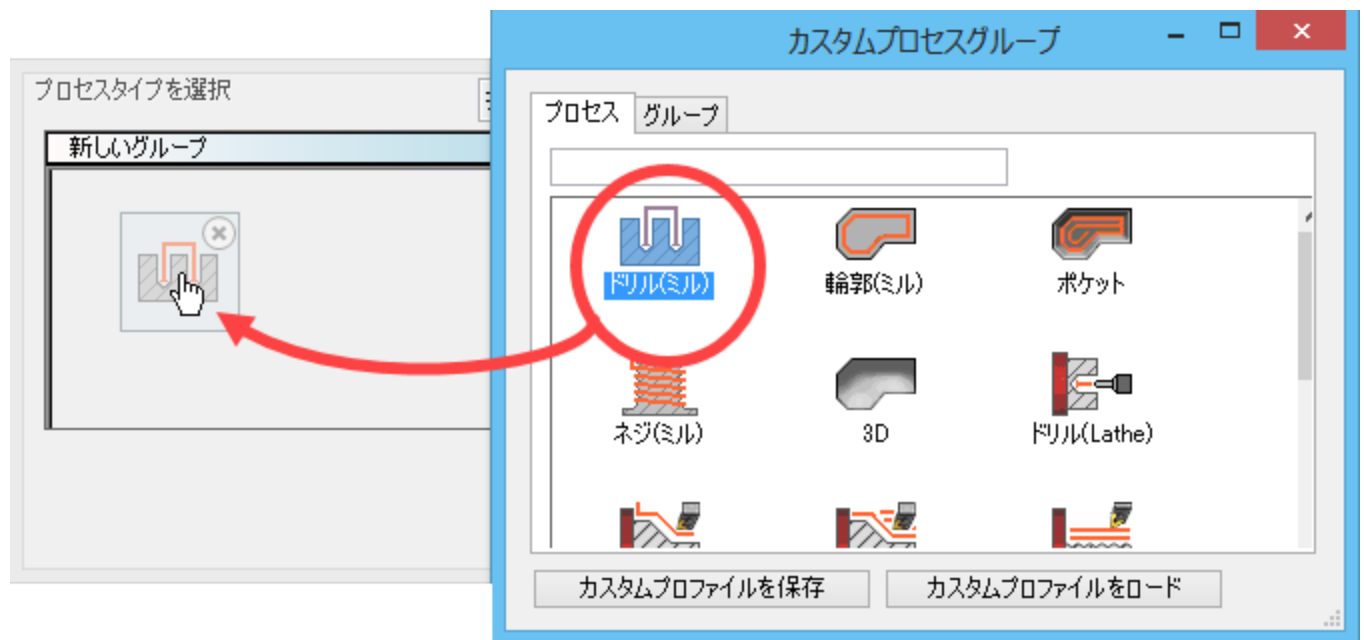 カスタムプロセスグループ
プロセスタイプを選択
新しいグループ
プロセス グループ
ドリル(ミル) 輪郭(ミル) ポケット
ネジ(ミル) 3D ドリル(Lathe)
カスタムプロファイルを保存 カスタムプロファイルをロード